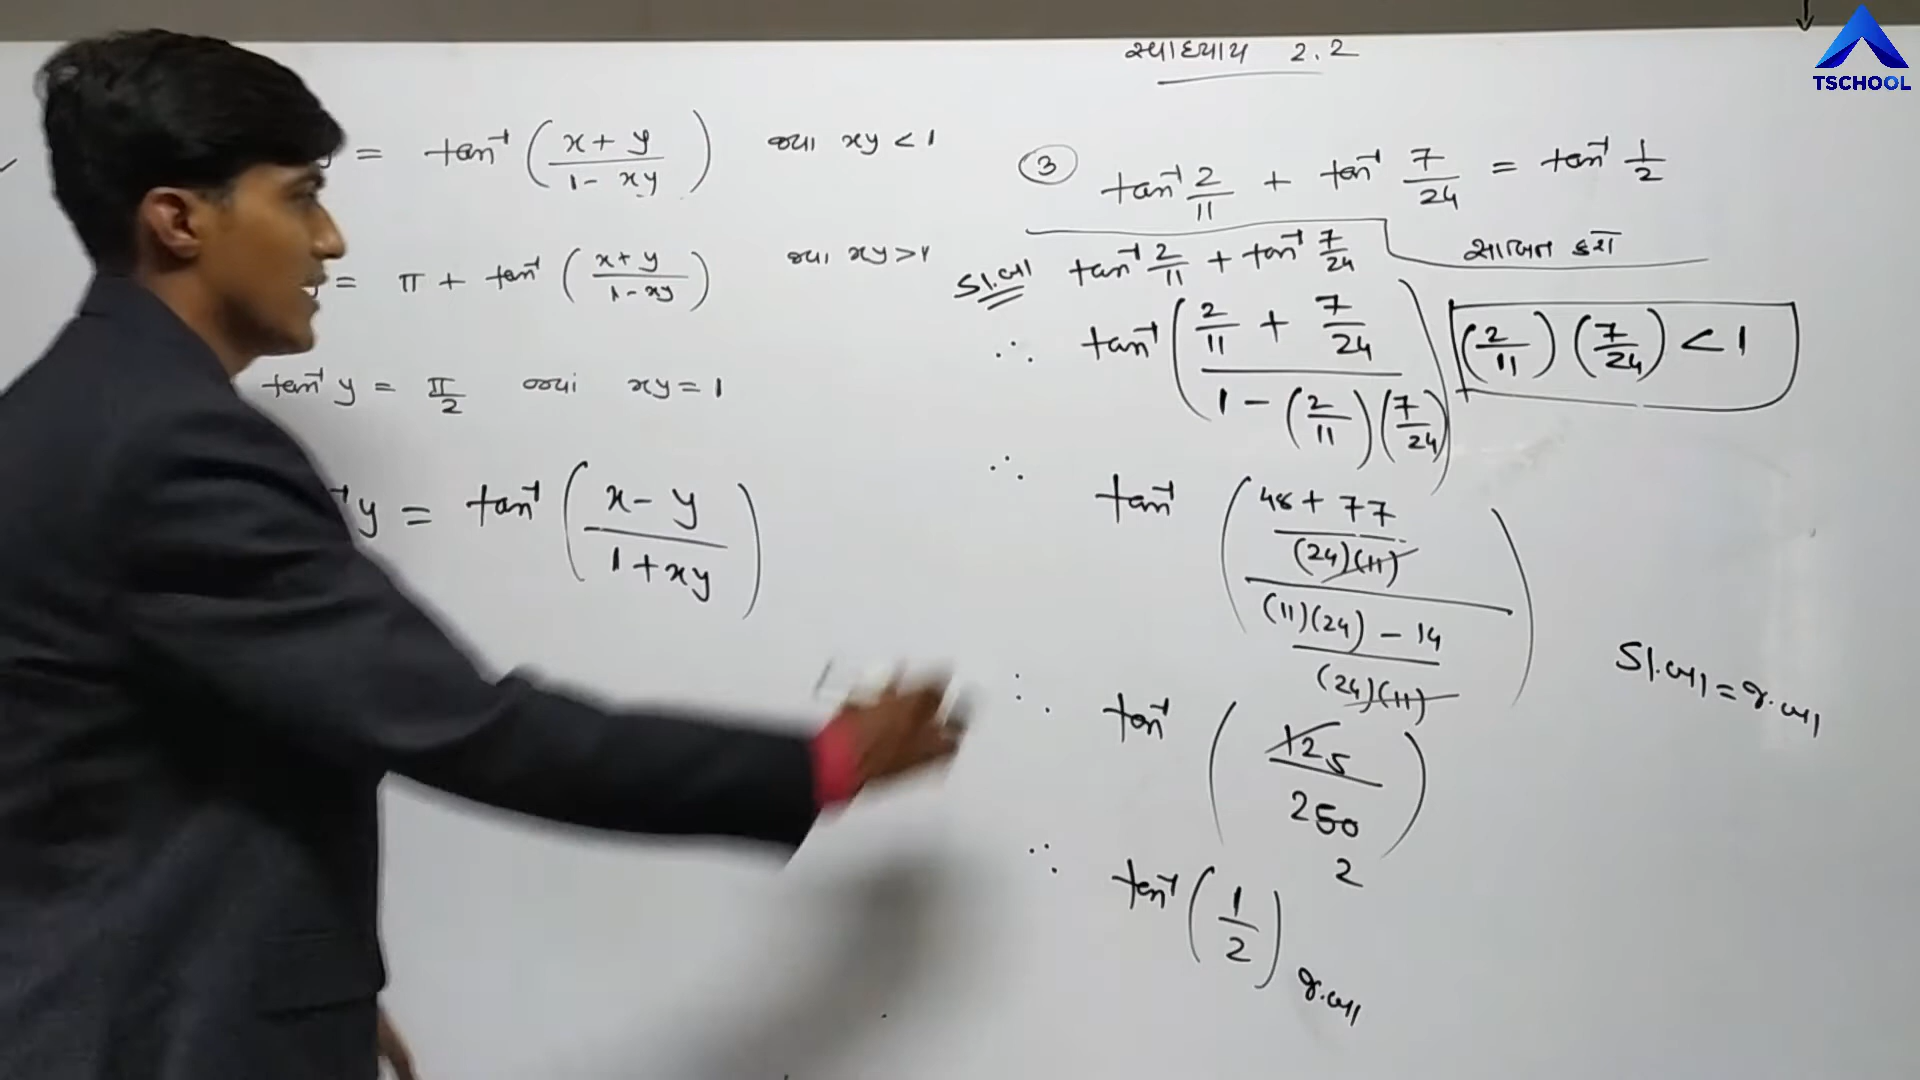 TSCHOOL
સ્વાધ્યાય 2.2
y = tan⁻¹ ( (x + y) / (1 - xy) ) જ્યાં xy < 1
= π + tan⁻¹ ( (x + y) / (1 - xy) ) જ્યાં xy > 1
tan⁻¹ y = π/2 જ્યાં xy = 1
⁻¹ y = tan⁻¹ ( (x - y) / (1 + xy) )
③ tan⁻¹ 2/11 + tan⁻¹ 7/24 = tan⁻¹ 1/2
સાબિત કરો
ડા.બા tan⁻¹ 2/11 + tan⁻¹ 7/24
∴ tan⁻¹ ( (2/11 + 7/24) / (1 - (2/11)(7/24)) ) (2/11)(7/24) < 1
∴ tan⁻¹ ( ((48 + 77) / (24)(11)) / (((11)(24) - 14) / (24)(11)) )
∴ tan⁻¹ ( 125 / 250 )
2
ડા.બા = જ.બા
∴ tan⁻¹ ( 1/2 )
જ.બા